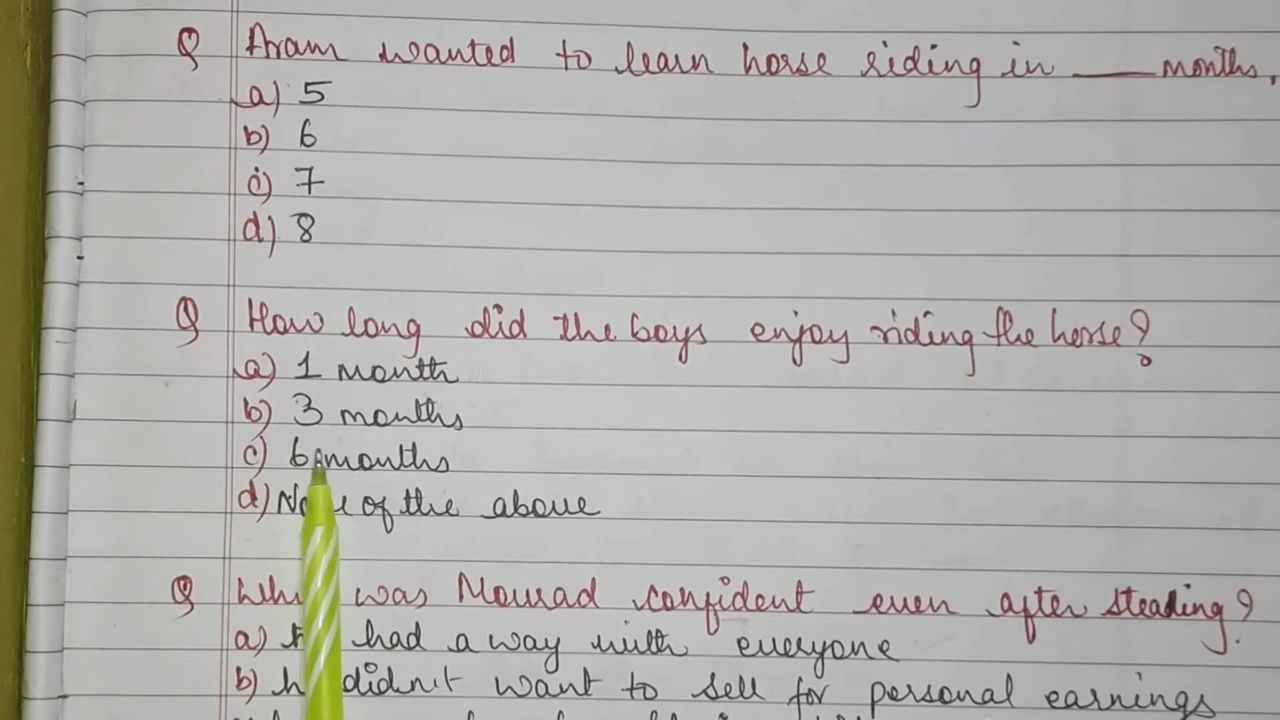 Q Aram wanted to learn horse riding in ___ months.
a) 5
b) 6
c) 7
d) 8
Q How long did the boys enjoy riding the horse?
a) 1 month
b) 3 months
c) 6 months
d) None of the above
Q was Mourad confident even after stealing?
a) had a way with everyone
b) didn't want to sell for personal earnings